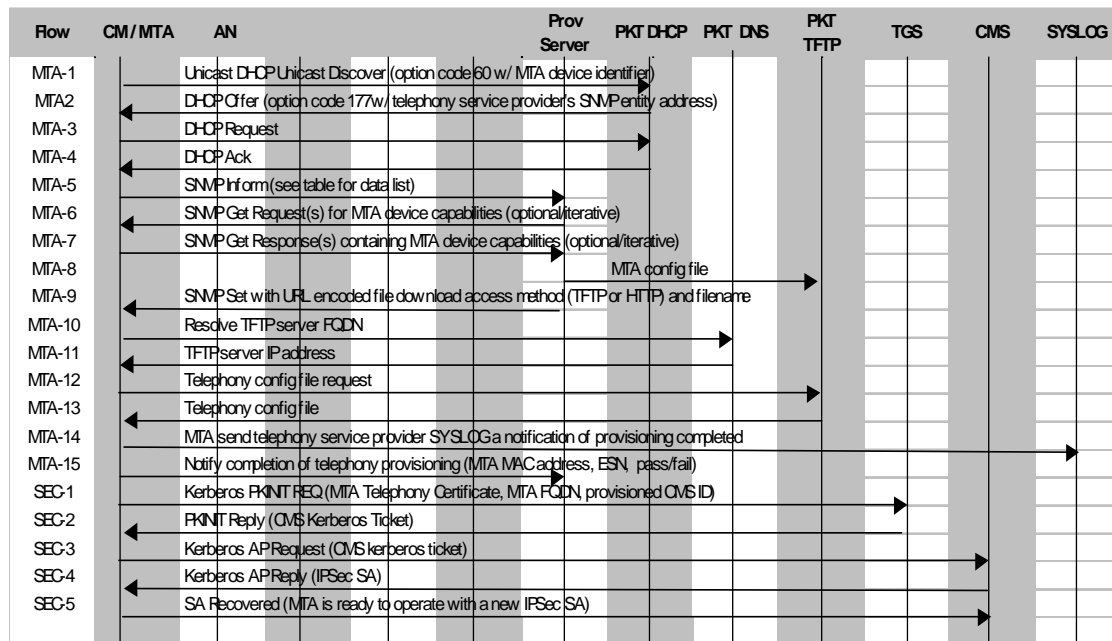 Flow CM / MTA AN Prov Server PKT DHCP PKT DNS PKT TFTP TGS CMS SYSLOG
MTA-1 Unicast DHCP Unicast Discover (option code 60 w/ MTA device identifier)
MTA2 DHCP Offer (option code 177w/ telephony service provider's SNMP entity address)
MTA-3 DHCP Request
MTA-4 DHCP Ack
MTA-5 SNMP Inform (see table for data list)
MTA-6 SNMP Get Request(s) for MTA device capabilities (optional/iterative)
MTA-7 SNMP Get Response(s) containing MTA device capabilities (optional/iterative)
MTA-8 MTA config file
MTA-9 SNMP Set with URL encoded file download access method (TFTP or HTTP) and filename
MTA-10 Resolve TFTP server FQDN
MTA-11 TFTP server IP address
MTA-12 Telephony config file request
MTA-13 Telephony config file
MTA-14 MTA send telephony service provider SYSLOG a notification of provisioning completed
MTA-15 Notify completion of telephony provisioning (MTA MAC address, ESN, pass/fail)
SEC-1 Kerberos PKINIT REQ (MTA Telephony Certificate, MTA FQDN, provisioned CMS ID)
SEC-2 PKINIT Reply (CMS Kerberos Ticket)
SEC-3 Kerberos AP Request (CMS kerberos ticket)
SEC-4 Kerberos AP Reply (IPSec SA)
SEC-5 SA Recovered (MTA is ready to operate with a new IPSec SA)